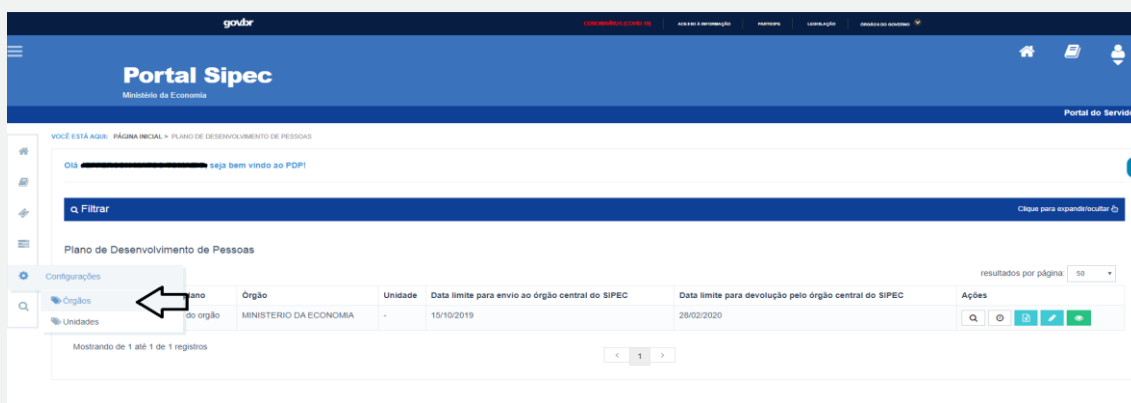 gov.br
CORONAVÍRUS (COVID-19) ACESSO À INFORMAÇÃO PARTICIPE LEGISLAÇÃO ÓRGÃOS DO GOVERNO
Portal Sipec
Ministério da Economia
Portal do Servid
VOCÊ ESTÁ AQUI: PÁGINA INICIAL > PLANO DE DESENVOLVIMENTO DE PESSOAS
Olá seja bem vindo ao PDP!
Filtrar Clique para expandir/ocultar
Plano de Desenvolvimento de Pessoas
resultados por página: 50
Configurações
Órgãos
Unidades
plano Órgão Unidade Data limite para envio ao órgão central do SIPEC Data limite para devolução pelo órgão central do SIPEC Ações
do orgão MINISTERIO DA ECONOMIA - 15/10/2019 28/02/2020
Mostrando de 1 até 1 de 1 registros
< 1 >